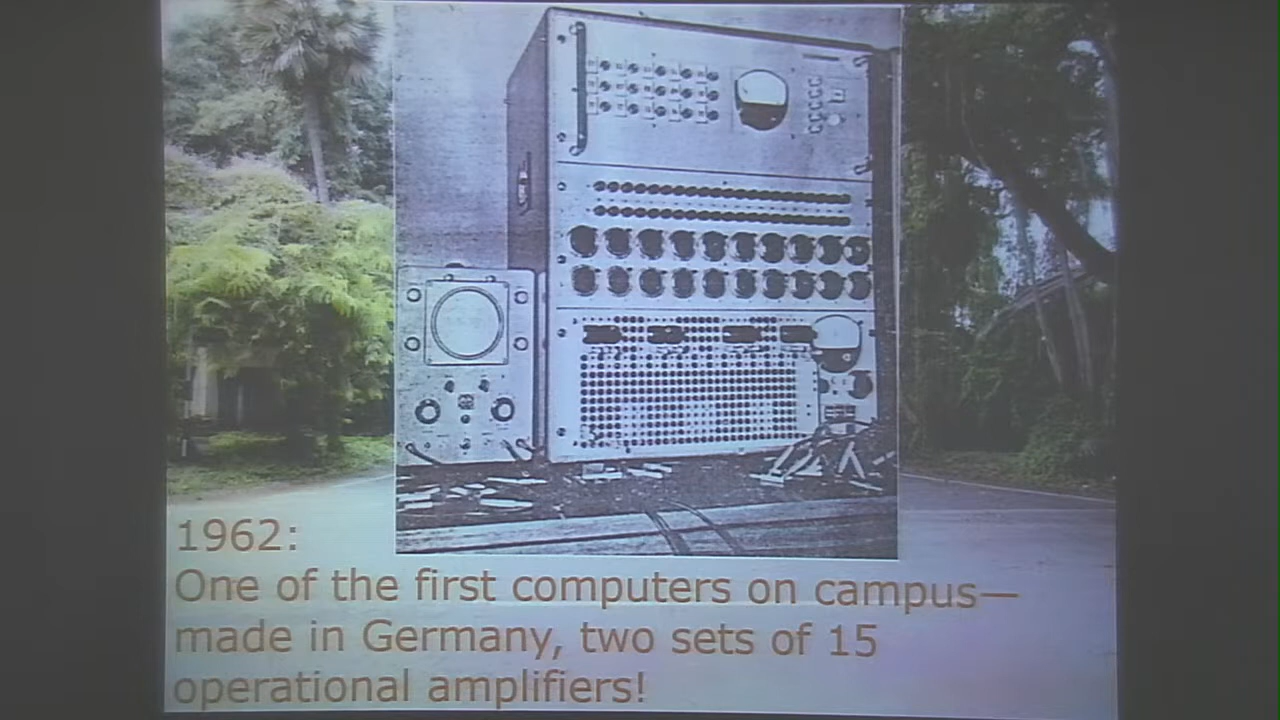 1962:
One of the first computers on campus—
made in Germany, two sets of 15
operational amplifiers!